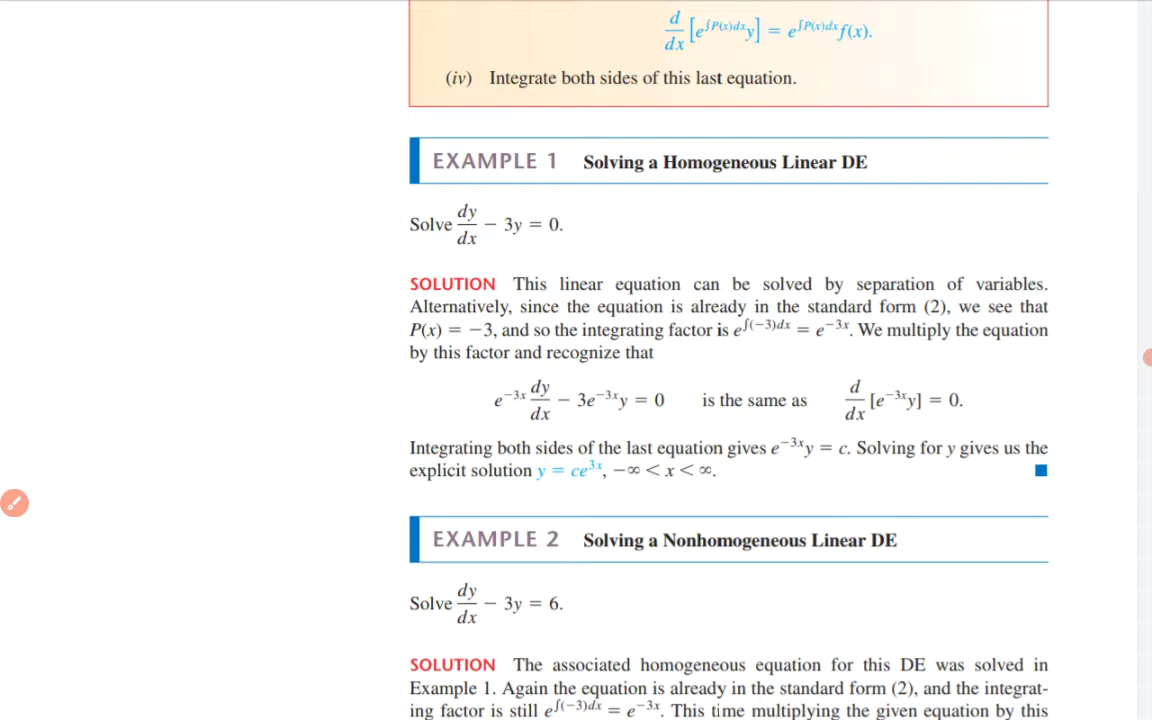 d/dx [e^{∫P(x)dx}y] = e^{∫P(x)dx} f(x).
(iv) Integrate both sides of this last equation.
EXAMPLE 1 Solving a Homogeneous Linear DE
Solve dy/dx − 3y = 0.
SOLUTION This linear equation can be solved by separation of variables.
Alternatively, since the equation is already in the standard form (2), we see that
P(x) = −3, and so the integrating factor is e^{∫(−3)dx} = e^{−3x}. We multiply the equation
by this factor and recognize that
e^{−3x} dy/dx − 3e^{−3x}y = 0 is the same as d/dx [e^{−3x}y] = 0.
Integrating both sides of the last equation gives e^{−3x}y = c. Solving for y gives us the
explicit solution y = ce^{3x}, −∞ < x < ∞.
EXAMPLE 2 Solving a Nonhomogeneous Linear DE
Solve dy/dx − 3y = 6.
SOLUTION The associated homogeneous equation for this DE was solved in
Example 1. Again the equation is already in the standard form (2), and the integrat-
ing factor is still e^{∫(−3)dx} = e^{−3x}. This time multiplying the given equation by this